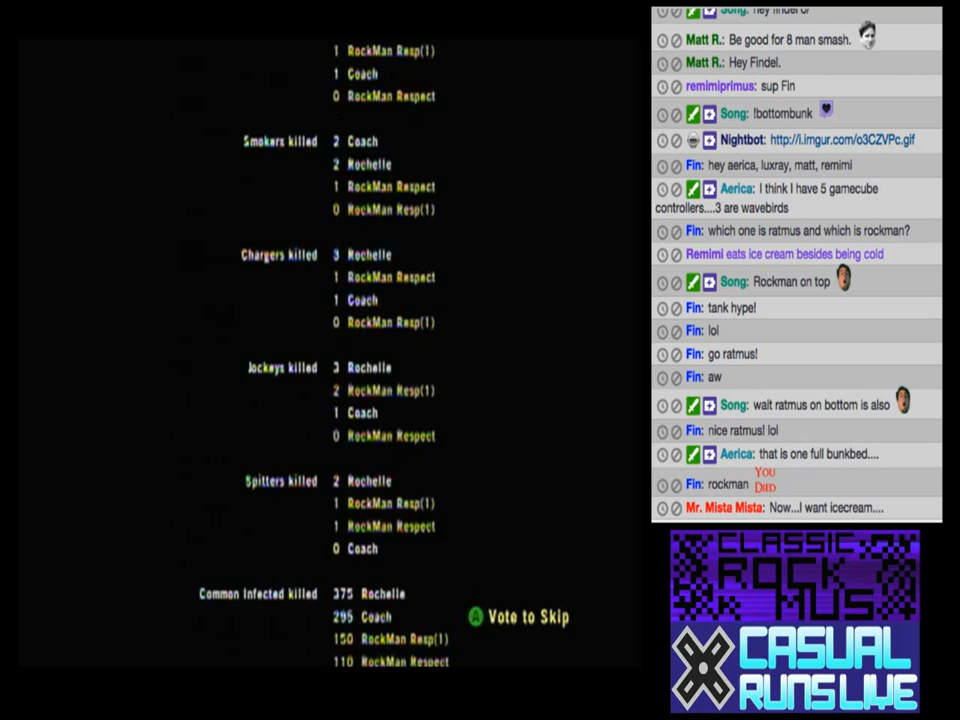 1 RockMan Resp(1)
1 Coach
0 RockMan Respect
Smokers killed 2 Coach
2 Rochelle
1 RockMan Respect
0 RockMan Resp(1)
Chargers killed 3 Rochelle
1 RockMan Respect
1 Coach
0 RockMan Resp(1)
Jockeys killed 3 Rochelle
2 RockMan Resp(1)
1 Coach
0 RockMan Respect
Spitters killed 2 Rochelle
1 RockMan Resp(1)
1 RockMan Respect
0 Coach
Common Infected killed 375 Rochelle
295 Coach
150 RockMan Resp(1)
110 RockMan Respect
A Vote to Skip
Song: hey findel o/
Matt R.: Be good for 8 man smash.
Matt R.: Hey Findel.
remimiprimus: sup Fin
Song: !bottombunk
Nightbot: http://i.imgur.com/o3CZVPc.gif
Fin: hey aerica, luxray, matt, remimi
Aerica: I think I have 5 gamecube
controllers....3 are wavebirds
Fin: which one is ratmus and which is rockman?
Remimi eats ice cream besides being cold
Song: Rockman on top
Fin: tank hype!
Fin: lol
Fin: go ratmus!
Fin: aw
Song: wait ratmus on bottom is also
Fin: nice ratmus! lol
Aerica: that is one full bunkbed....
Fin: rockman YOU DIED
Mr. Mista Mista: Now...I want icecream....
CLASSIC
ROCK
MUS
CASUAL
RUNS LIVE